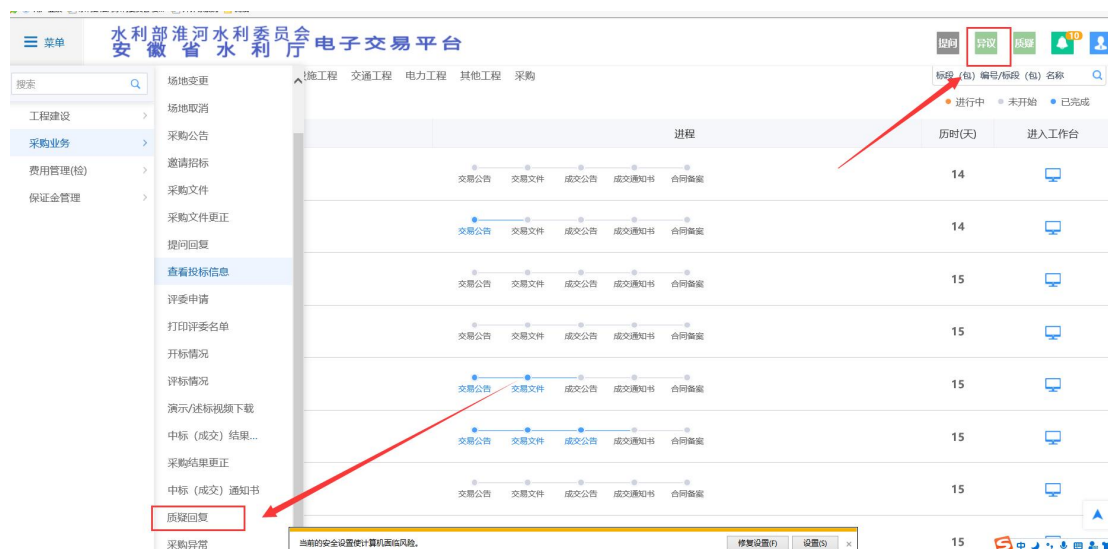 菜单
水利部淮河水利委员会
安徽省水利厅
电子交易平台
提问
异议
质疑
10
搜索
施工程 交通工程 电力工程 其他工程 采购
标段（包）编号/标段（包）名称
进行中 未开始 已完成
工程建设
采购业务
费用管理(检)
保证金管理
场地变更
场地取消
采购公告
邀请招标
采购文件
采购文件更正
提问回复
查看投标信息
评委申请
打印评委名单
开标情况
评标情况
演示/述标视频下载
中标（成交）结果...
采购结果更正
中标（成交）通知书
质疑回复
采购异常
进程 历时(天) 进入工作台
交易公告 交易文件 成交公告 成交通知书 合同备案 14
交易公告 交易文件 成交公告 成交通知书 合同备案 14
交易公告 交易文件 成交公告 成交通知书 合同备案 15
交易公告 交易文件 成交公告 成交通知书 合同备案 15
交易公告 交易文件 成交公告 成交通知书 合同备案 15
交易公告 交易文件 成交公告 成交通知书 合同备案 15
交易公告 交易文件 成交公告 成交通知书 合同备案 15
15
当前的安全设置使计算机面临风险。 修复设置(F) 设置(S) ×
中